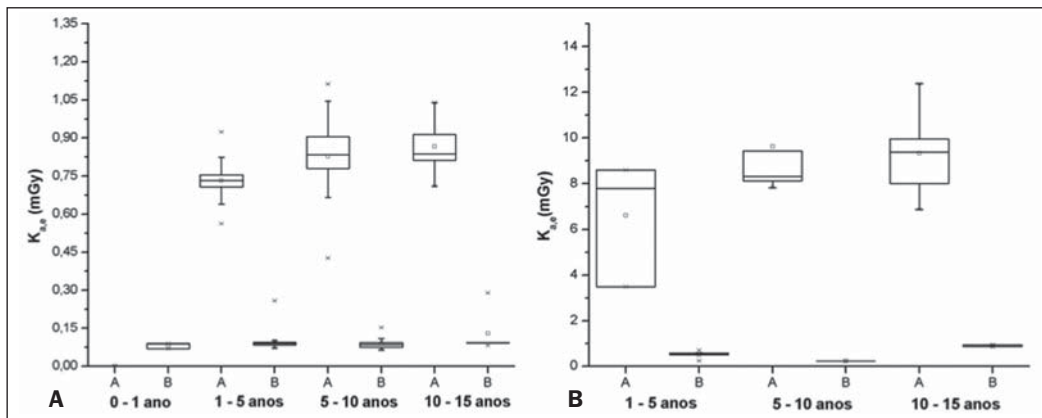 1,35
1,20
1,05
0,90
0,75
0,60
0,45
0,30
0,15
0,00
Ka,e (mGy)
A B A B A B A B
0 - 1 ano 1 - 5 anos 5 - 10 anos 10 - 15 anos
A
14
12
10
8
6
4
2
0
Ka,e (mGy)
A B A B A B
1 - 5 anos 5 - 10 anos 10 - 15 anos
B